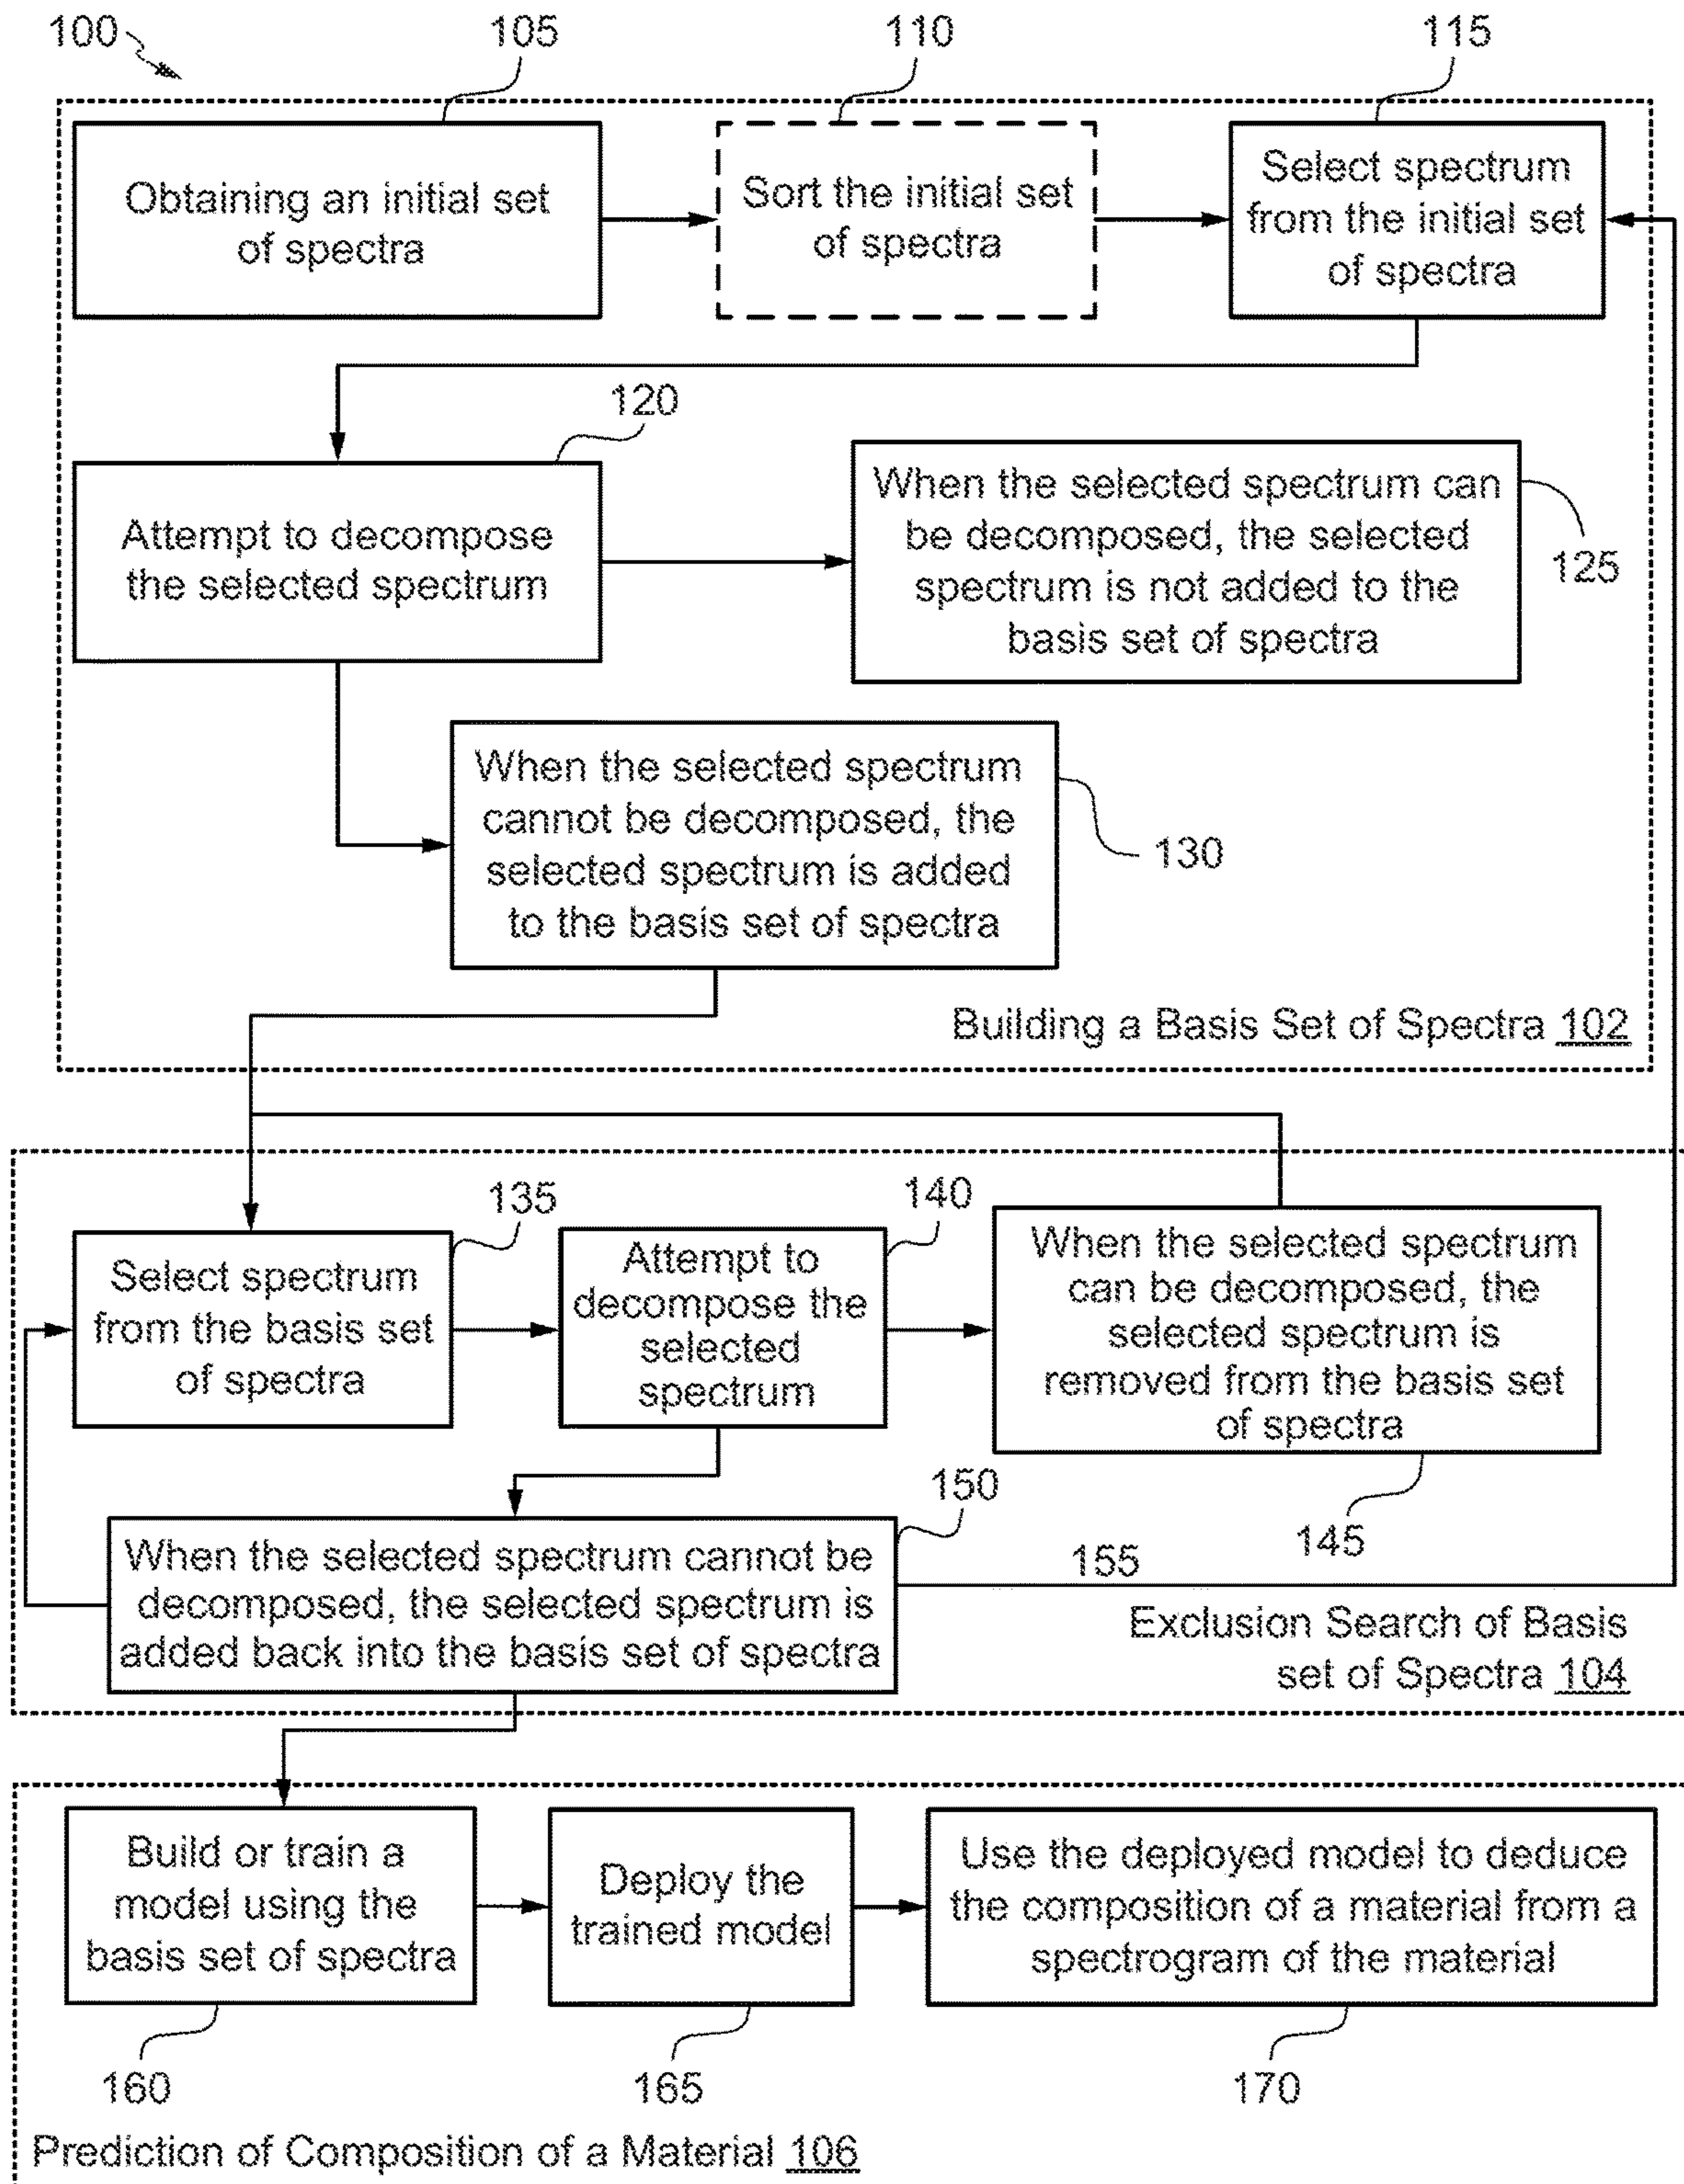 100
105
110
115
Obtaining an initial set
of spectra
Sort the initial set
of spectra
Select spectrum
from the initial set
of spectra
120
Attempt to decompose
the selected spectrum
When the selected spectrum can
be decomposed, the selected
spectrum is not added to the
basis set of spectra
125
When the selected spectrum
cannot be decomposed, the
selected spectrum is added
to the basis set of spectra
130
Building a Basis Set of Spectra 102
135
140
Select spectrum
from the basis set
of spectra
Attempt to
decompose the
selected
spectrum
When the selected spectrum
can be decomposed, the
selected spectrum is
removed from the basis set
of spectra
145
150
When the selected spectrum cannot be
decomposed, the selected spectrum is
added back into the basis set of spectra
155
Exclusion Search of Basis
set of Spectra 104
Build or train a
model using the
basis set of spectra
Deploy the
trained model
Use the deployed model to deduce
the composition of a material from a
spectrogram of the material
160
165
170
Prediction of Composition of a Material 106